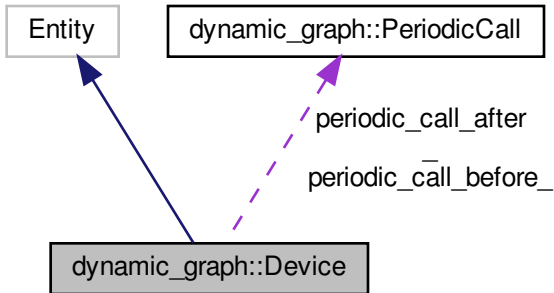 Entity
dynamic_graph::PeriodicCall
periodic_call_after
_
periodic_call_before_
dynamic_graph::Device